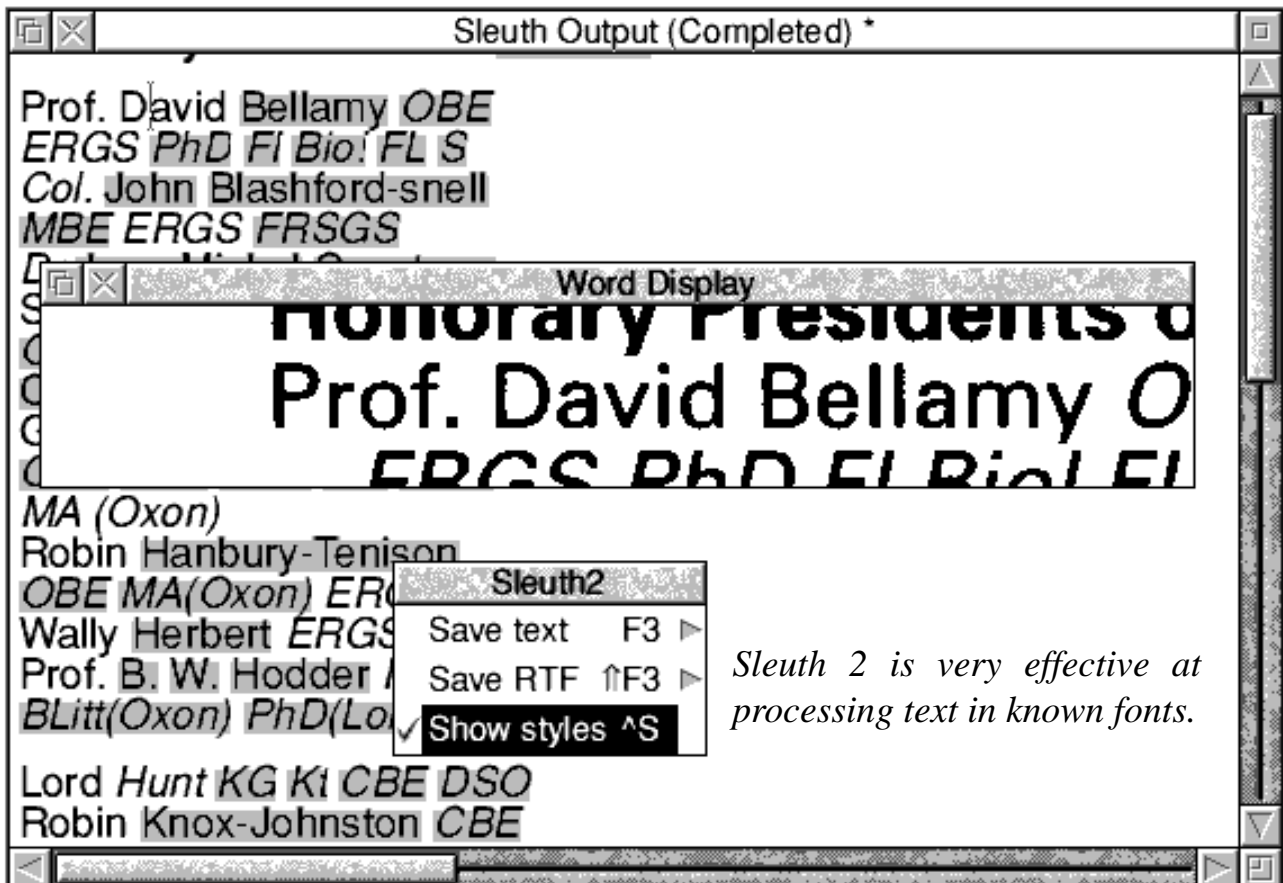 Sleuth Output (Completed) *
Prof. David Bellamy OBE
ERGS PhD FI Bio! FL S
Col. John Blashford-snell
MBE ERGS FRSGS
Word Display
Honorary Presidents
Prof. David Bellamy O
ERGS PhD FI Biol FL
MA (Oxon)
Robin Hanbury-Tenison
OBE MA(Oxon)
Wally Herbert ERGS
Prof. B. W. Hodder
BLitt(Oxon)
Sleuth2
Save text F3
Save RTF ⇑F3
✓ Show styles ^S
Sleuth 2 is very effective at
processing text in known fonts.
Lord Hunt KG Kt CBE DSO
Robin Knox-Johnston CBE